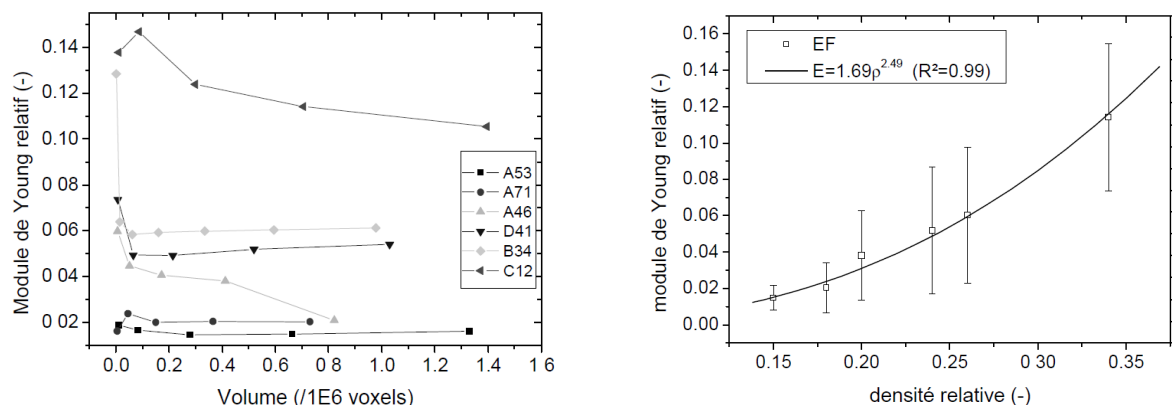 Module de Young relatif (-)
0.14
0.12
0.10
0 08
0.06
0 04
0 02
0.0 0.2 0.4 0.6 0.8 1.0 1.2 1.4 1 6
Volume (/1E6 voxels)
A53
A71
A46
D41
B34
C12
module de Young relatif (-)
0.16
0.14
0.12
0.10
0.08
0.06
0.04
0.02
0.00
0.15 0.20 0.25 0 30 0.35
densité relative (-)
EF
E=1.69ρ^2.49 (R²=0.99)